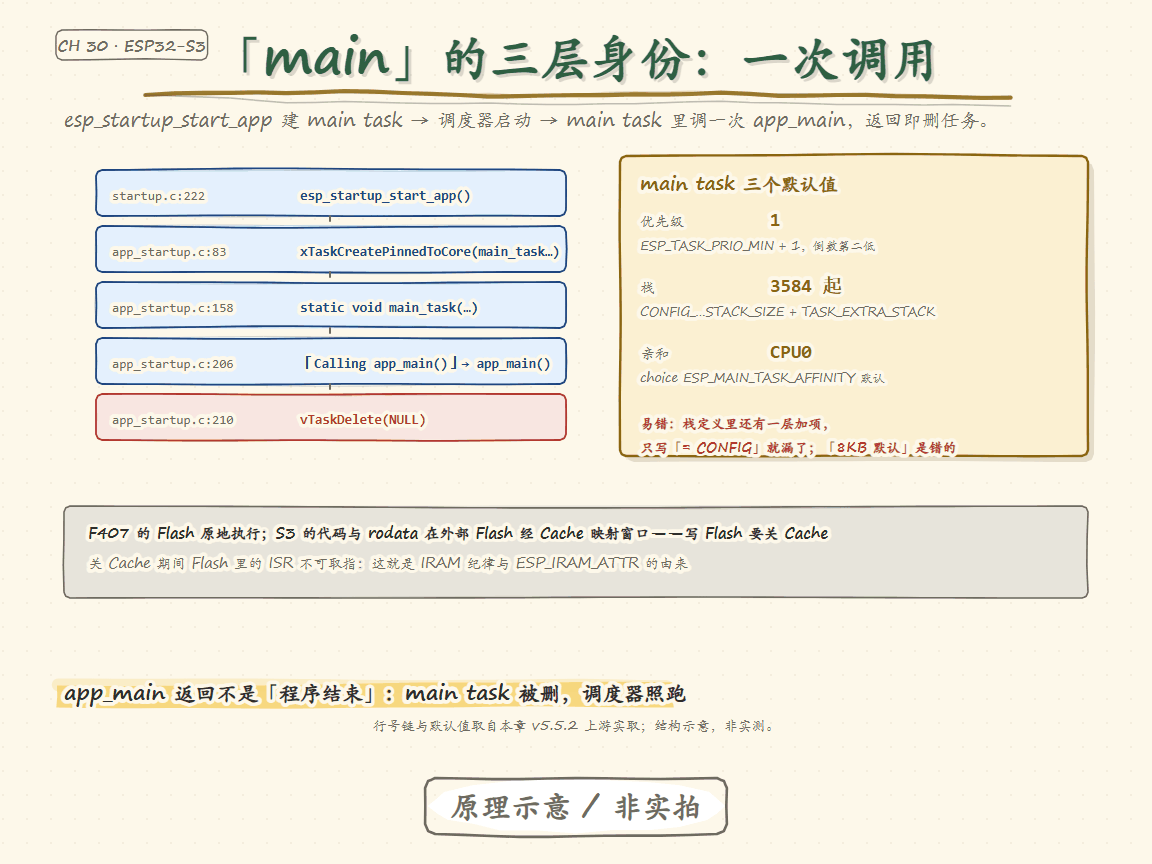 CH 30 · ESP32-S3
「main」的三层身份：一次调用
esp_startup_start_app 建 main task → 调度器启动 → main task 里调一次 app_main，返回即删任务。
startup.c:222 esp_startup_start_app()
app_startup.c:83 xTaskCreatePinnedToCore(main_task…)
app_startup.c:158 static void main_task(…)
app_startup.c:206 「Calling app_main()」→ app_main()
app_startup.c:210 vTaskDelete(NULL)
main task 三个默认值
优先级 1
ESP_TASK_PRIO_MIN + 1，倒数第二低
栈 3584 起
CONFIG_…STACK_SIZE + TASK_EXTRA_STACK
亲和 CPU0
choice ESP_MAIN_TASK_AFFINITY 默认
易错：栈定义里还有一层加项，
只写「= CONFIG」就漏了；「8KB 默认」是错的
F407 的 Flash 原地执行；S3 的代码与 rodata 在外部 Flash 经 Cache 映射窗口——写 Flash 要关 Cache
关 Cache 期间 Flash 里的 ISR 不可取指：这就是 IRAM 纪律与 ESP_IRAM_ATTR 的由来
app_main 返回不是「程序结束」：main task 被删，调度器照跑
行号链与默认值取自本章 v5.5.2 上游实取；结构示意，非实测。
原理示意 / 非实拍